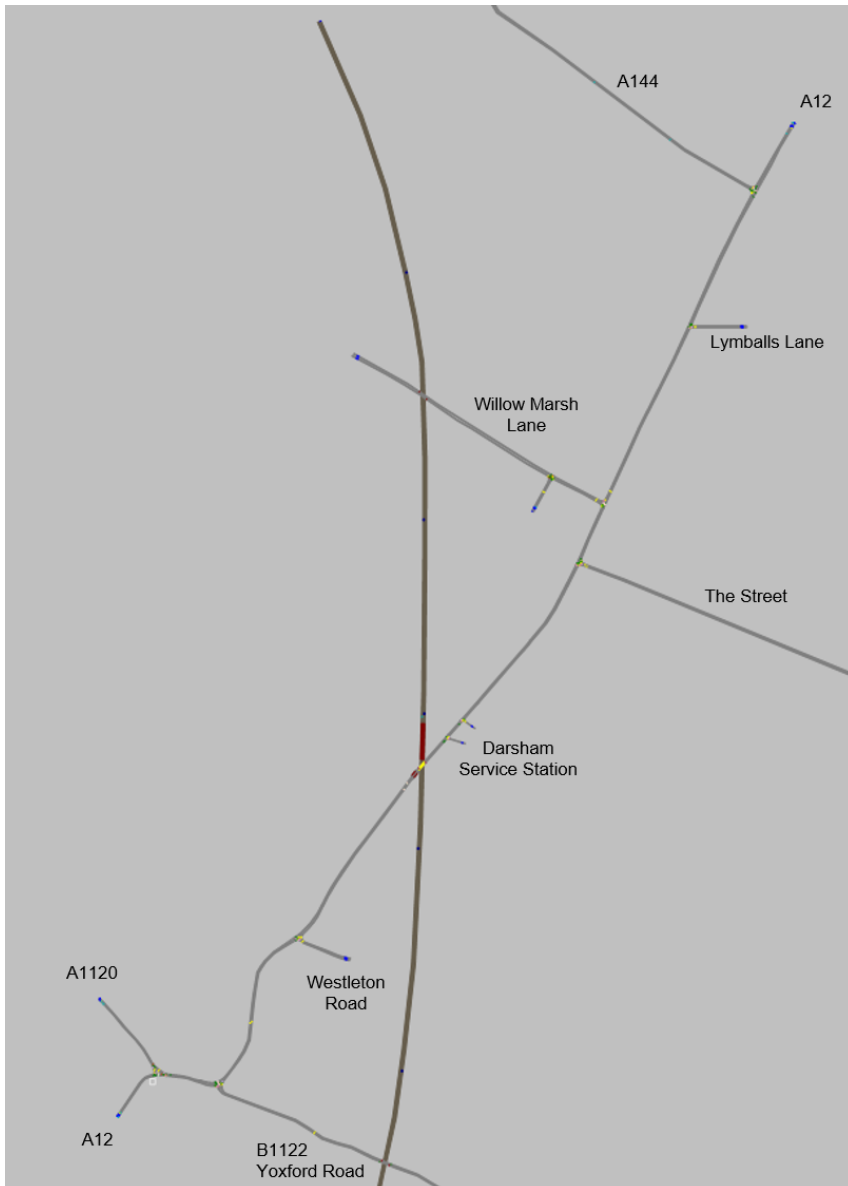 A144
A12
Lymballs Lane
Willow Marsh
Lane
The Street
Darsham
Service Station
Westleton
Road
A1120
A12
B1122
Yoxford Road